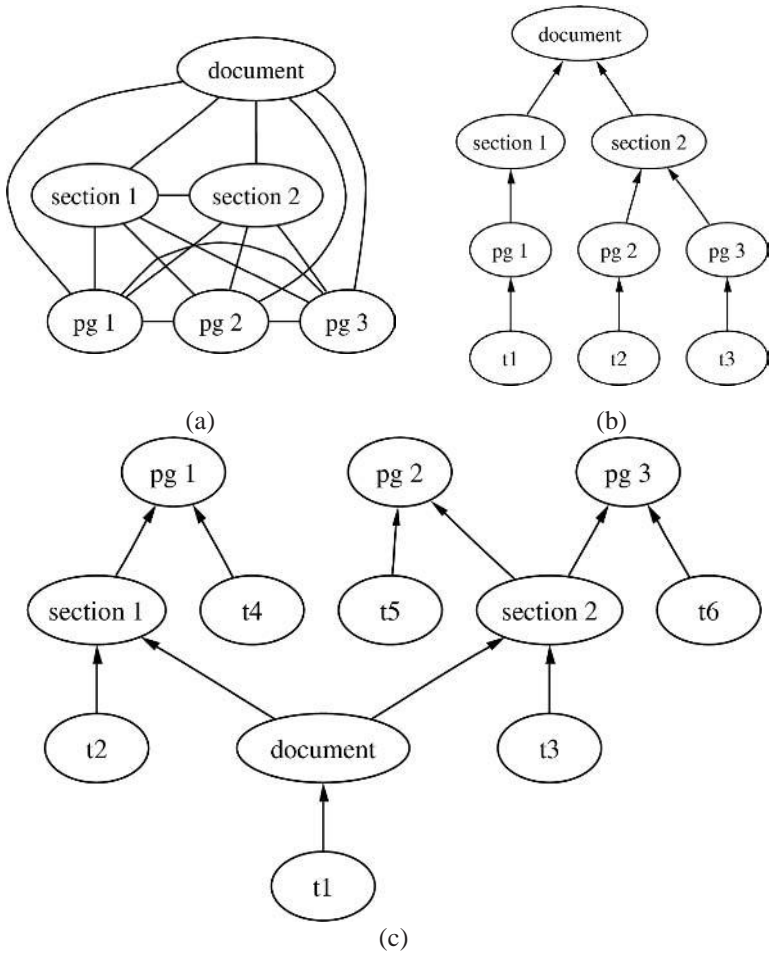 document
section 1 section 2
pg 1 pg 2 pg 3
(a)
document
section 1 section 2
pg 1 pg 2 pg 3
t1 t2 t3
(b)
pg 1 pg 2 pg 3
section 1 t4 t5 section 2 t6
t2 document t3
t1
(c)